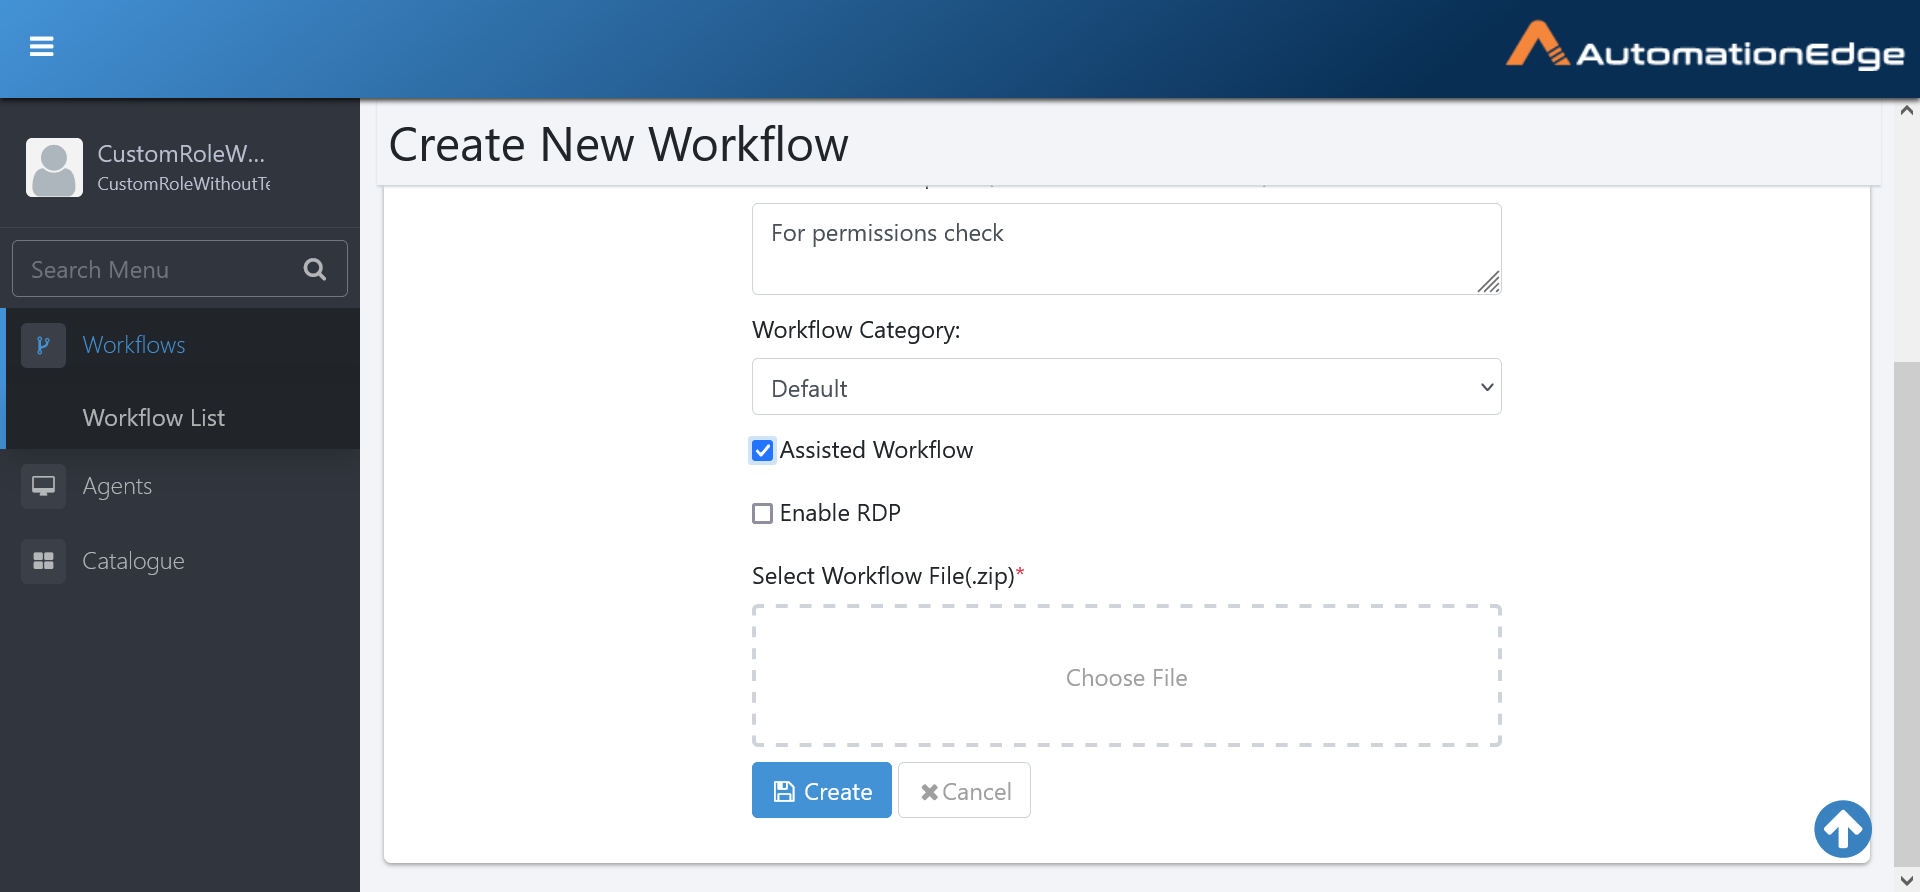 AutomationEdge
CustomRoleW...
CustomRoleWithoutTe
Search Menu
Workflows
Workflow List
Agents
Catalogue
Create New Workflow
For permissions check
Workflow Category:
Default
Assisted Workflow
Enable RDP
Select Workflow File(.zip)*
Choose File
Create
Cancel